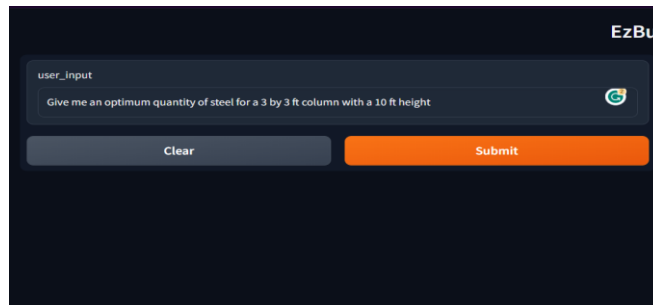 EzBu
user_input
Give me an optimum quantity of steel for a 3 by 3 ft column with a 10 ft height
Clear
Submit